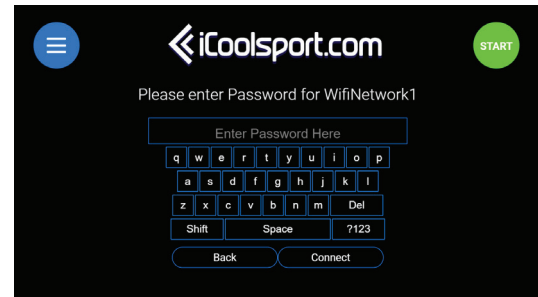 iCoolsport.com
START
Please enter Password for WifiNetwork1
Enter Password Here
q w e r t y u i o p
a s d f g h j k l
z x c v b n m Del
Shift Space ?123
Back Connect